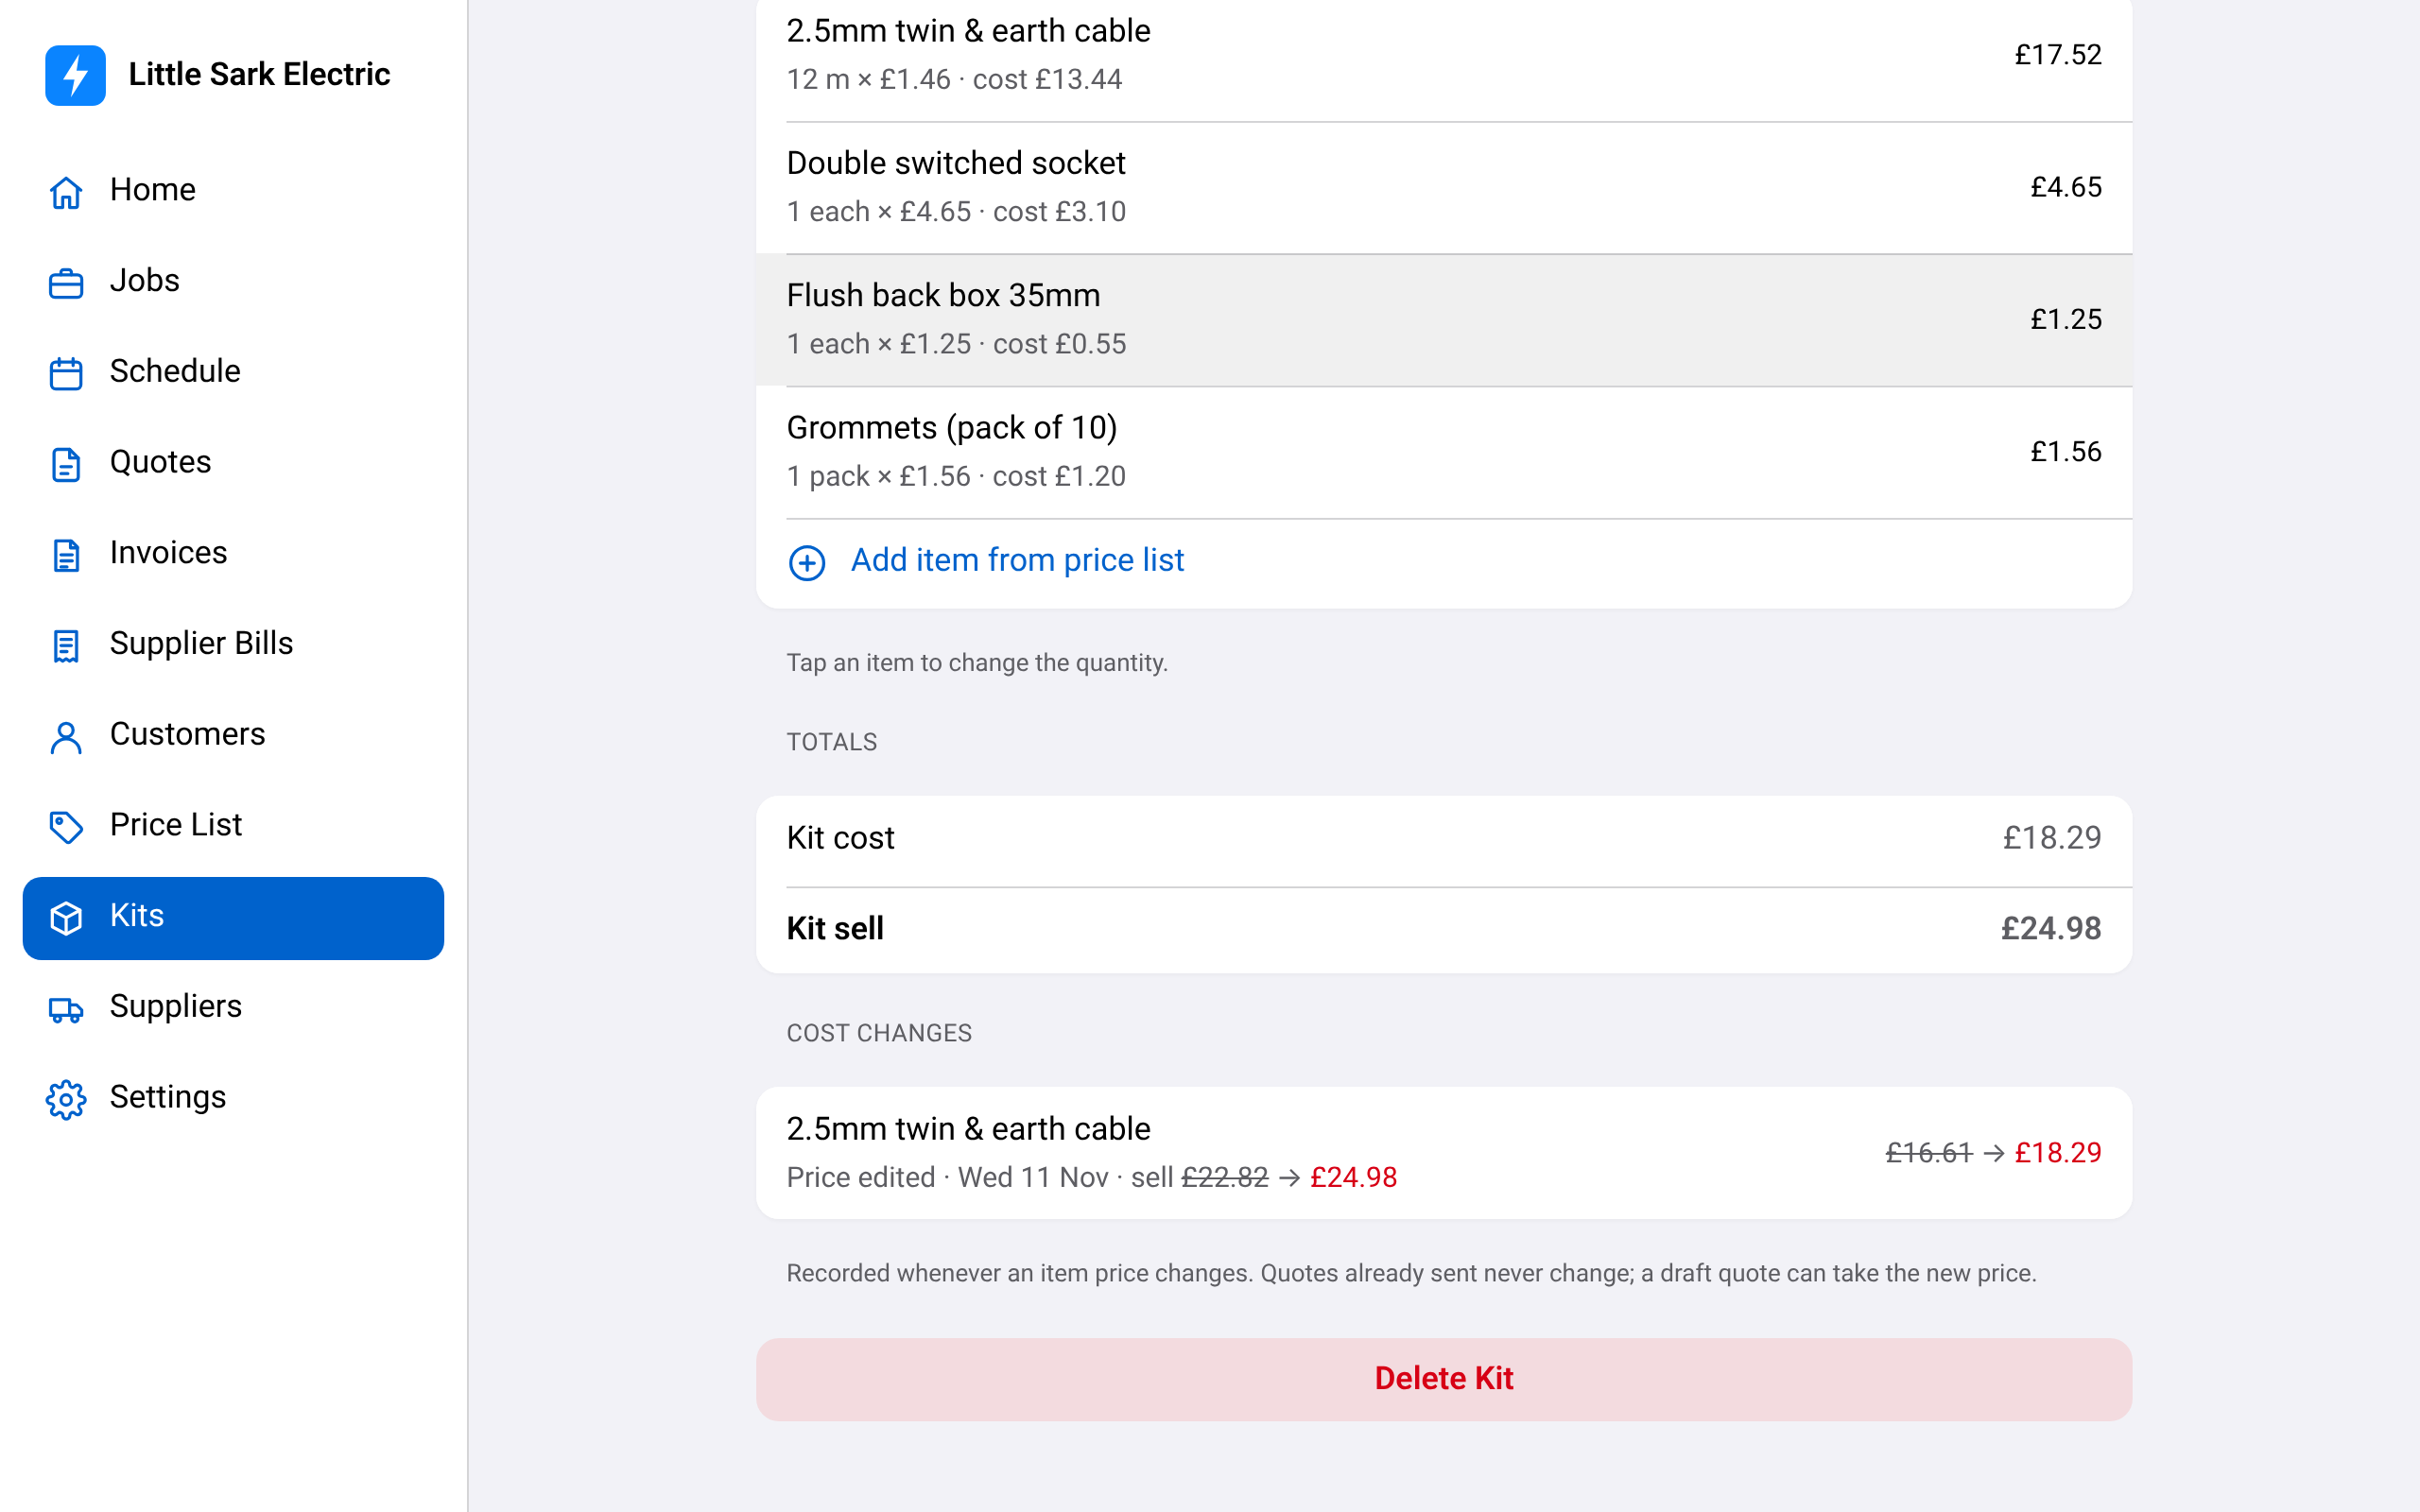 Little Sark Electric
Home
Jobs
Schedule
Quotes
Invoices
Supplier Bills
Customers
Price List
Kits
Suppliers
Settings
2.5mm twin & earth cable
12 m × £1.46 · cost £13.44
£17.52
Double switched socket
1 each × £4.65 · cost £3.10
£4.65
Flush back box 35mm
1 each × £1.25 · cost £0.55
£1.25
Grommets (pack of 10)
1 pack × £1.56 · cost £1.20
£1.56
Add item from price list
Tap an item to change the quantity.
TOTALS
Kit cost £18.29
Kit sell £24.98
COST CHANGES
2.5mm twin & earth cable
Price edited · Wed 11 Nov · sell £22.82 → £24.98
£16.61 → £18.29
Recorded whenever an item price changes. Quotes already sent never change; a draft quote can take the new price.
Delete Kit